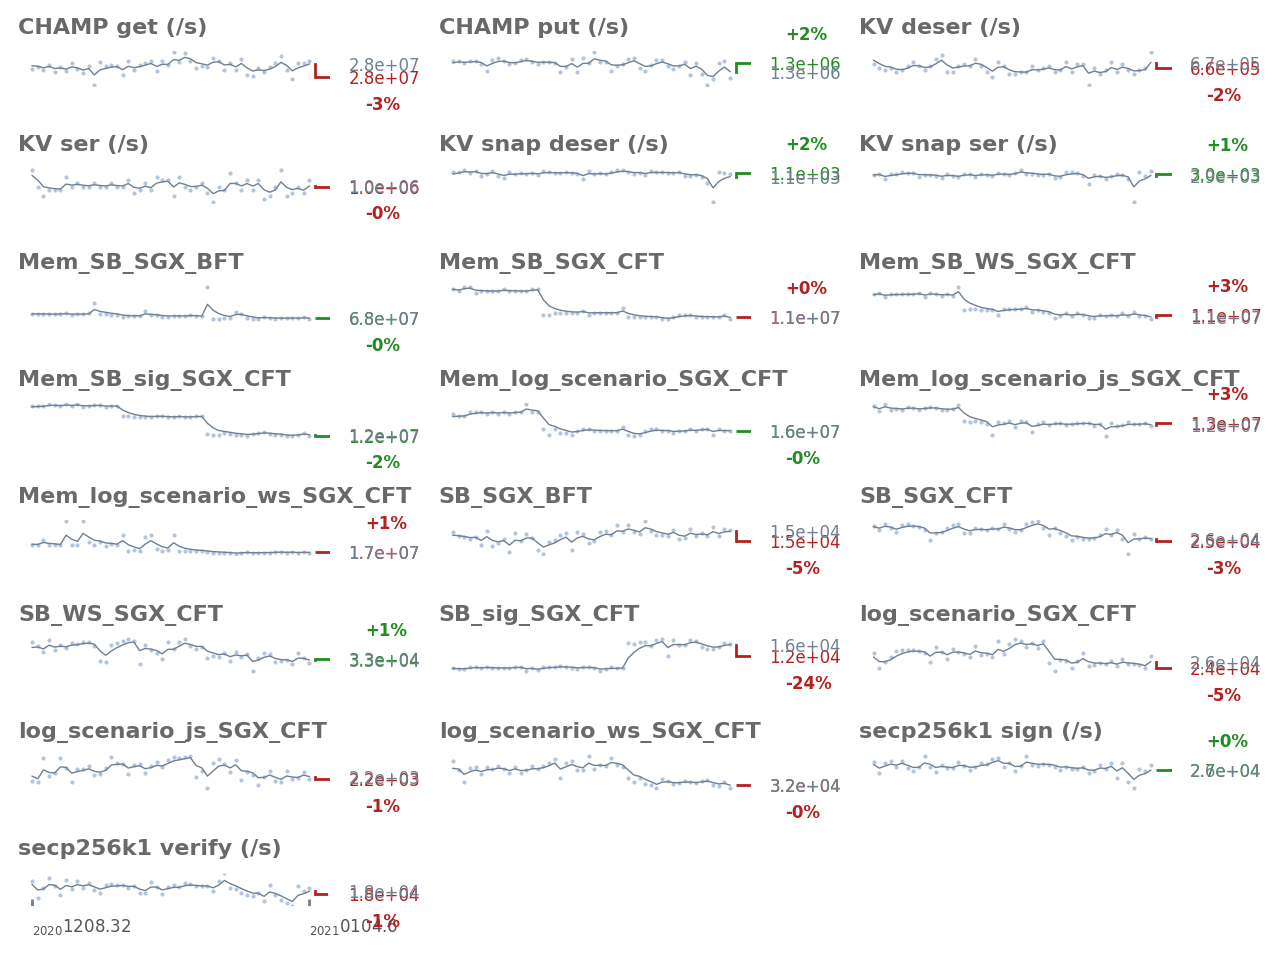 CHAMP get (/s)
2.8e+07
2.8e+07
-3%
CHAMP put (/s)
+2%
1.3e+06
1.3e+06
KV deser (/s)
6.7e+05
6.6e+05
-2%
KV ser (/s)
1.0e+06
-0%
KV snap deser (/s)
+2%
1.1e+03
1.1e+03
KV snap ser (/s)
+1%
3.0e+03
2.9e+03
Mem_SB_SGX_BFT
6.8e+07
-0%
Mem_SB_SGX_CFT
+0%
1.1e+07
Mem_SB_WS_SGX_CFT
+3%
1.1e+07
1.1e+07
Mem_SB_sig_SGX_CFT
1.2e+07
-2%
Mem_log_scenario_SGX_CFT
1.6e+07
-0%
Mem_log_scenario_js_SGX_CFT
+3%
1.3e+07
1.2e+07
Mem_log_scenario_ws_SGX_CFT
+1%
1.7e+07
SB_SGX_BFT
1.5e+04
1.5e+04
-5%
SB_SGX_CFT
2.6e+04
2.5e+04
-3%
SB_WS_SGX_CFT
+1%
3.3e+04
SB_sig_SGX_CFT
1.6e+04
1.2e+04
-24%
log_scenario_SGX_CFT
2.6e+04
2.4e+04
-5%
log_scenario_js_SGX_CFT
2.2e+03
2.2e+03
-1%
log_scenario_ws_SGX_CFT
3.2e+04
-0%
secp256k1 sign (/s)
+0%
secp256k1 verify (/s)
1.8e+04
1.8e+04
-1%
2020 1208.32
2021 0104.6